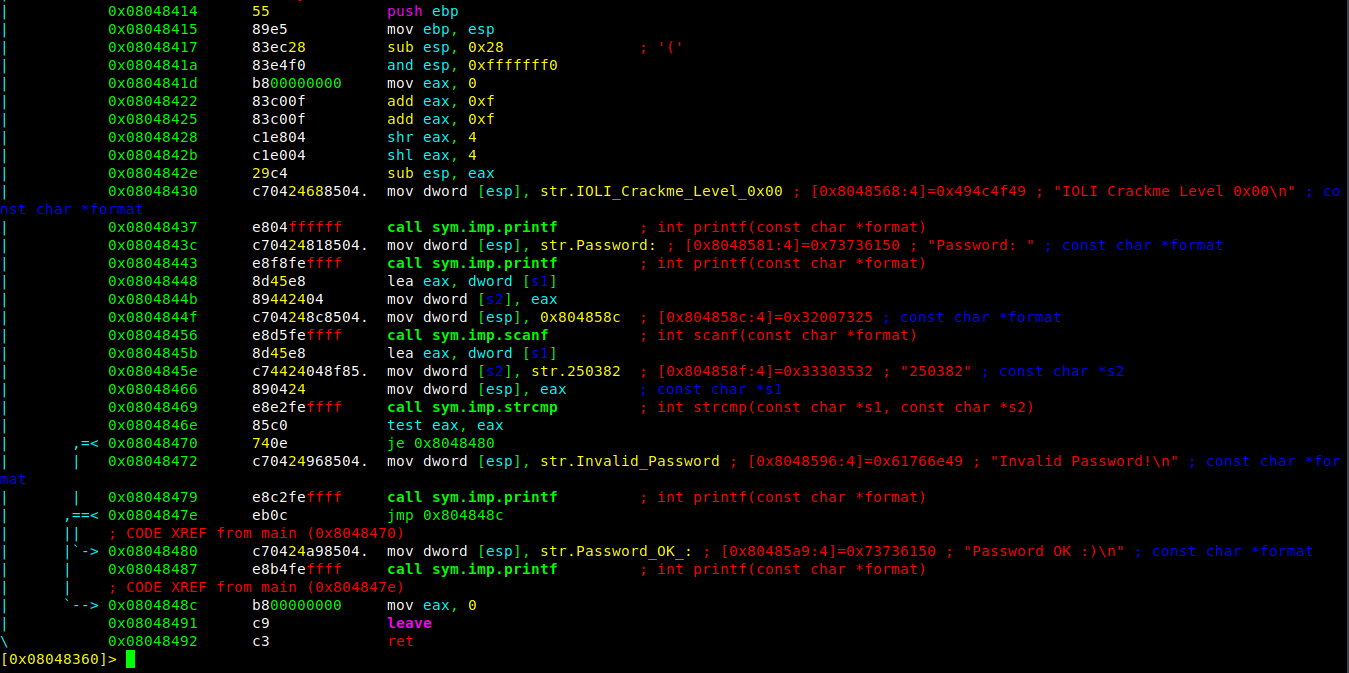 | 0x08048414 55 push ebp
| 0x08048415 89e5 mov ebp, esp
| 0x08048417 83ec28 sub esp, 0x28 ; '('
| 0x0804841a 83e4f0 and esp, 0xfffffff0
| 0x0804841d b800000000 mov eax, 0
| 0x08048422 83c00f add eax, 0xf
| 0x08048425 83c00f add eax, 0xf
| 0x08048428 c1e804 shr eax, 4
| 0x0804842b c1e004 shl eax, 4
| 0x0804842e 29c4 sub esp, eax
| 0x08048430 c70424688504. mov dword [esp], str.IOLI_Crackme_Level_0x00 ; [0x8048568:4]=0x494c4f49 ; "IOLI Crackme Level 0x00\n" ; co
nst char *format
| 0x08048437 e804ffffff call sym.imp.printf ; int printf(const char *format)
| 0x0804843c c70424818504. mov dword [esp], str.Password: ; [0x8048581:4]=0x73736150 ; "Password: " ; const char *format
| 0x08048443 e8f8feffff call sym.imp.printf ; int printf(const char *format)
| 0x08048448 8d45e8 lea eax, dword [s1]
| 0x0804844b 89442404 mov dword [s2], eax
| 0x0804844f c704248c8504. mov dword [esp], 0x804858c ; [0x804858c:4]=0x32007325 ; const char *format
| 0x08048456 e8d5feffff call sym.imp.scanf ; int scanf(const char *format)
| 0x0804845b 8d45e8 lea eax, dword [s1]
| 0x0804845e c74424048f85. mov dword [s2], str.250382 ; [0x804858f:4]=0x33303532 ; "250382" ; const char *s2
| 0x08048466 890424 mov dword [esp], eax ; const char *s1
| 0x08048469 e8e2feffff call sym.imp.strcmp ; int strcmp(const char *s1, const char *s2)
| 0x0804846e 85c0 test eax, eax
| ,=< 0x08048470 740e je 0x8048480
| | 0x08048472 c70424968504. mov dword [esp], str.Invalid_Password ; [0x8048596:4]=0x61766e49 ; "Invalid Password!\n" ; const char *for
mat
| | 0x08048479 e8c2feffff call sym.imp.printf ; int printf(const char *format)
| ,==< 0x0804847e eb0c jmp 0x804848c
| || ; CODE XREF from main (0x8048470)
| |`-> 0x08048480 c70424a98504. mov dword [esp], str.Password_OK_: ; [0x80485a9:4]=0x73736150 ; "Password OK :)\n" ; const char *format
| | 0x08048487 e8b4feffff call sym.imp.printf ; int printf(const char *format)
| | ; CODE XREF from main (0x804847e)
| `--> 0x0804848c b800000000 mov eax, 0
| 0x08048491 c9 leave
\ 0x08048492 c3 ret
[0x08048360]>